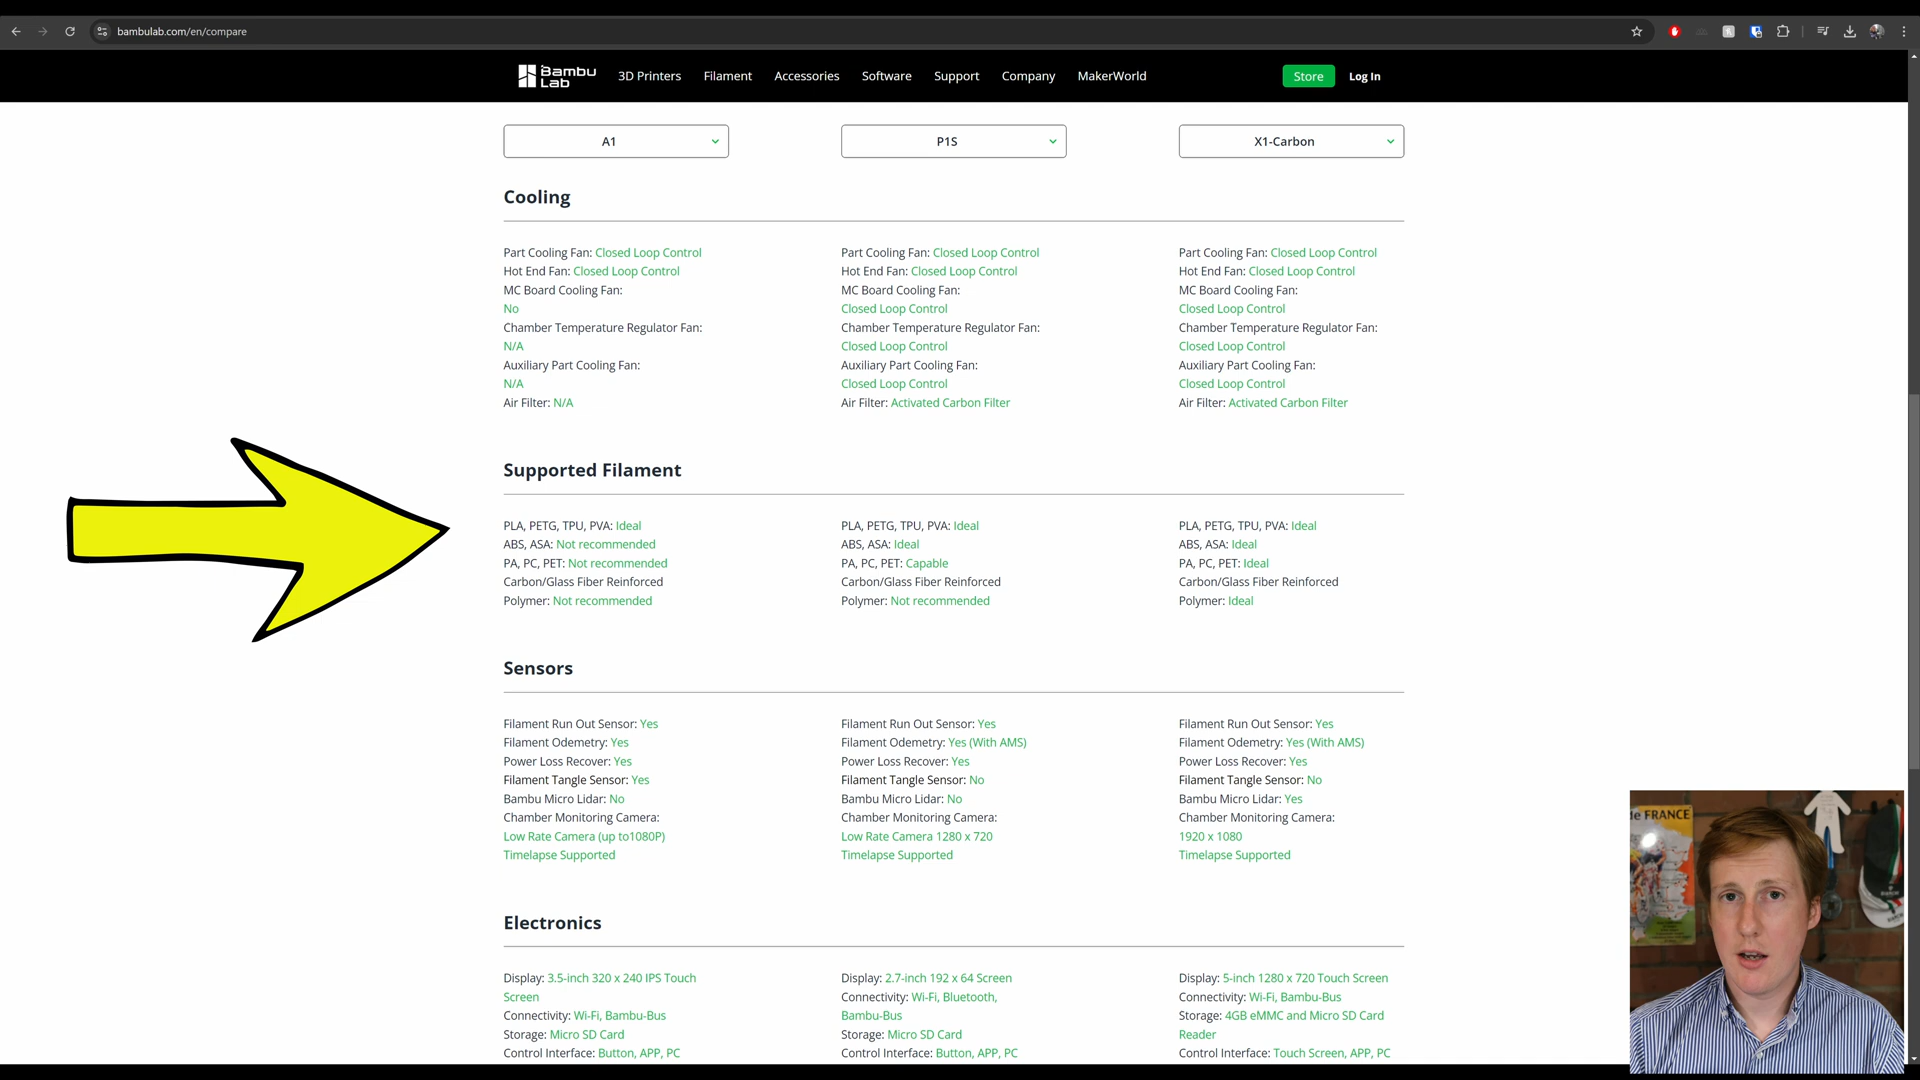 bambulab.com/en/compare
Bambu Lab 3D Printers Filament Accessories Software Support Company MakerWorld Store Log In
A1 P1S X1-Carbon
Cooling
Part Cooling Fan: Closed Loop Control
Hot End Fan: Closed Loop Control
MC Board Cooling Fan:
No
Chamber Temperature Regulator Fan:
N/A
Auxiliary Part Cooling Fan:
N/A
Air Filter: N/A
Part Cooling Fan: Closed Loop Control
Hot End Fan: Closed Loop Control
MC Board Cooling Fan:
Closed Loop Control
Chamber Temperature Regulator Fan:
Closed Loop Control
Auxiliary Part Cooling Fan:
Closed Loop Control
Air Filter: Activated Carbon Filter
Part Cooling Fan: Closed Loop Control
Hot End Fan: Closed Loop Control
MC Board Cooling Fan:
Closed Loop Control
Chamber Temperature Regulator Fan:
Closed Loop Control
Auxiliary Part Cooling Fan:
Closed Loop Control
Air Filter: Activated Carbon Filter
Supported Filament
PLA, PETG, TPU, PVA: Ideal
ABS, ASA: Not recommended
PA, PC, PET: Not recommended
Carbon/Glass Fiber Reinforced
Polymer: Not recommended
PLA, PETG, TPU, PVA: Ideal
ABS, ASA: Ideal
PA, PC, PET: Capable
Carbon/Glass Fiber Reinforced
Polymer: Not recommended
PLA, PETG, TPU, PVA: Ideal
ABS, ASA: Ideal
PA, PC, PET: Ideal
Carbon/Glass Fiber Reinforced
Polymer: Ideal
Sensors
Filament Run Out Sensor: Yes
Filament Odemetry: Yes
Power Loss Recover: Yes
Filament Tangle Sensor: Yes
Bambu Micro Lidar: No
Chamber Monitoring Camera:
Low Rate Camera (up to1080P)
Timelapse Supported
Filament Run Out Sensor: Yes
Filament Odemetry: Yes (With AMS)
Power Loss Recover: Yes
Filament Tangle Sensor: No
Bambu Micro Lidar: No
Chamber Monitoring Camera:
Low Rate Camera 1280 x 720
Timelapse Supported
Filament Run Out Sensor: Yes
Filament Odemetry: Yes (With AMS)
Power Loss Recover: Yes
Filament Tangle Sensor: No
Bambu Micro Lidar: Yes
Chamber Monitoring Camera:
1920 x 1080
Timelapse Supported
Electronics
Display: 3.5-inch 320 x 240 IPS Touch
Screen
Connectivity: Wi-Fi, Bambu-Bus
Storage: Micro SD Card
Control Interface: Button, APP, PC
Display: 2.7-inch 192 x 64 Screen
Connectivity: Wi-Fi, Bluetooth,
Bambu-Bus
Storage: Micro SD Card
Control Interface: Button, APP, PC
Display: 5-inch 1280 x 720 Touch Screen
Connectivity: Wi-Fi, Bambu-Bus
Storage: 4GB eMMC and Micro SD Card
Reader
Control Interface: Touch Screen, APP, PC
de FRANCE